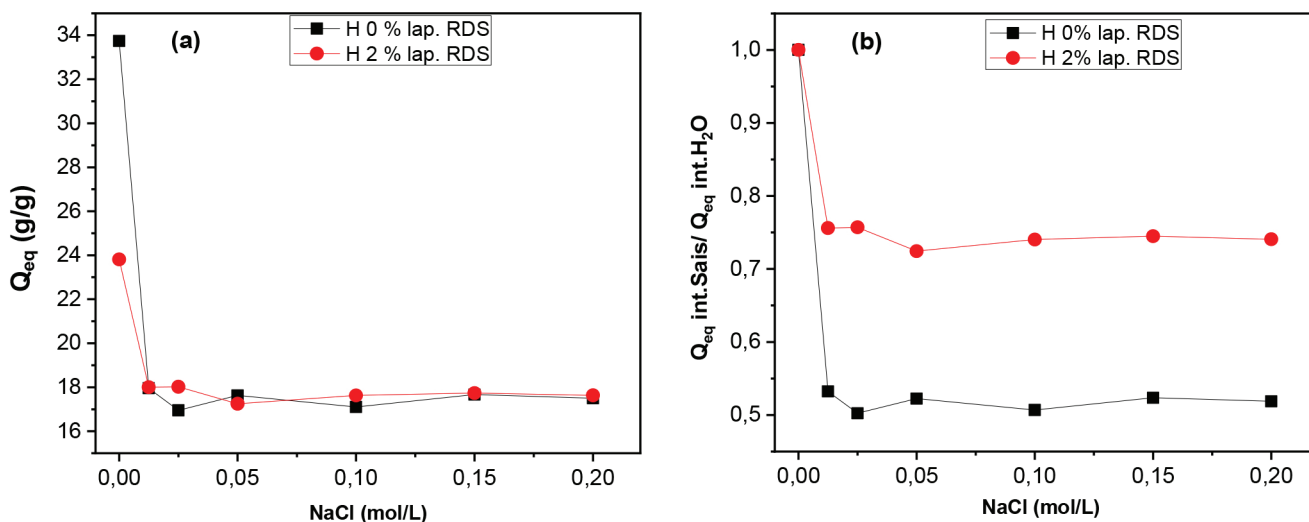 (a)
H 0 % lap. RDS
H 2 % lap. RDS
Qeq (g/g)
34
32
30
28
26
24
22
20
18
16
0,00
0,05
0,10
0,15
0,20
NaCl (mol/L)
(b)
H 0% lap. RDS
H 2% lap. RDS
Qeq int.Sais/ Qeq int.H2O
1,0
0,9
0,8
0,7
0,6
0,5
0,00
0,05
0,10
0,15
0,20
NaCl (mol/L)